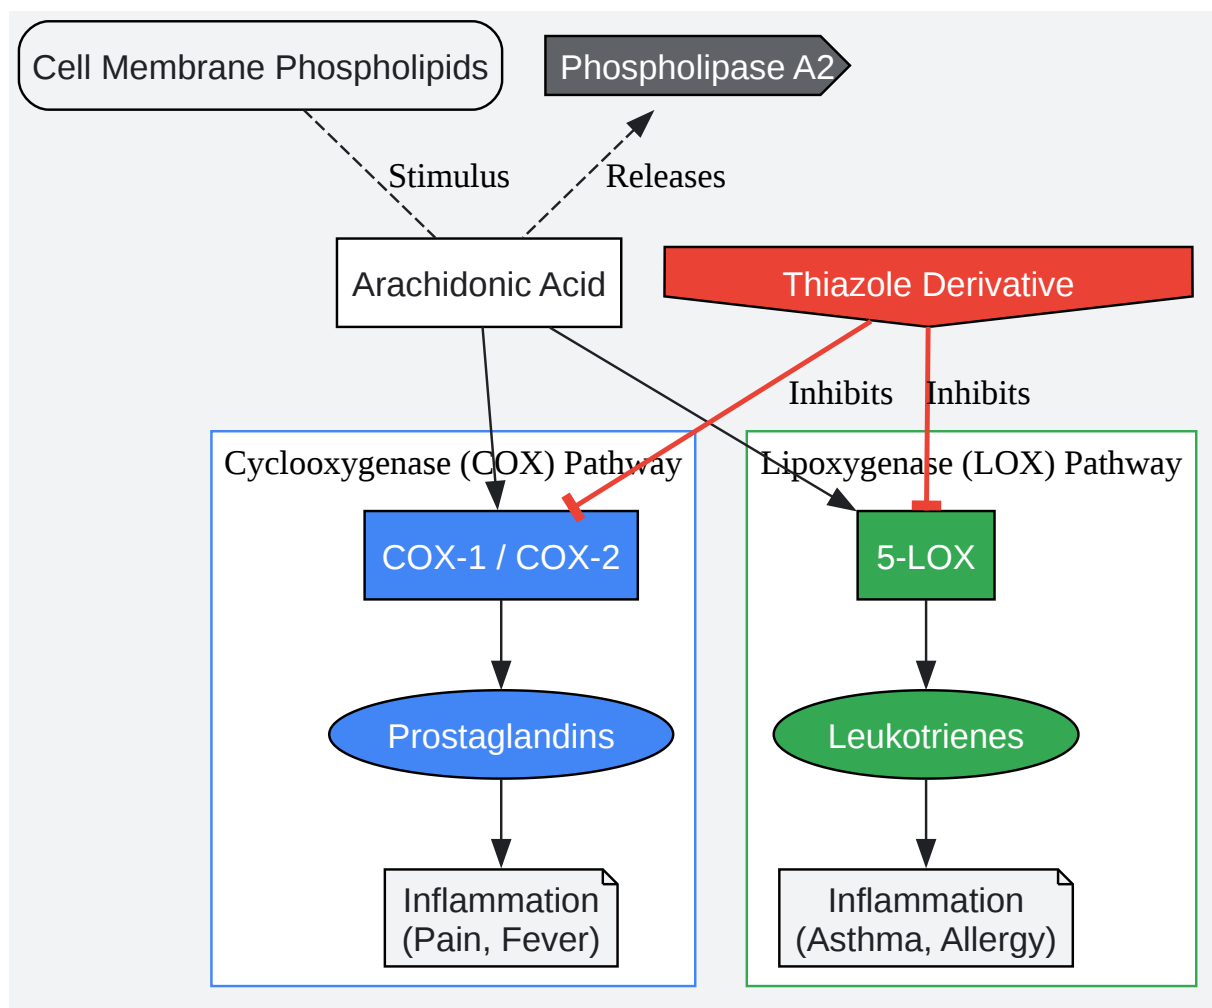 Cell Membrane Phospholipids
Phospholipase A2
Stimulus
Releases
Arachidonic Acid
Thiazole Derivative
Inhibits
Inhibits
Cyclooxygenase (COX) Pathway
Lipoxygenase (LOX) Pathway
COX-1 / COX-2
5-LOX
Prostaglandins
Leukotrienes
Inflammation
(Pain, Fever)
Inflammation
(Asthma, Allergy)